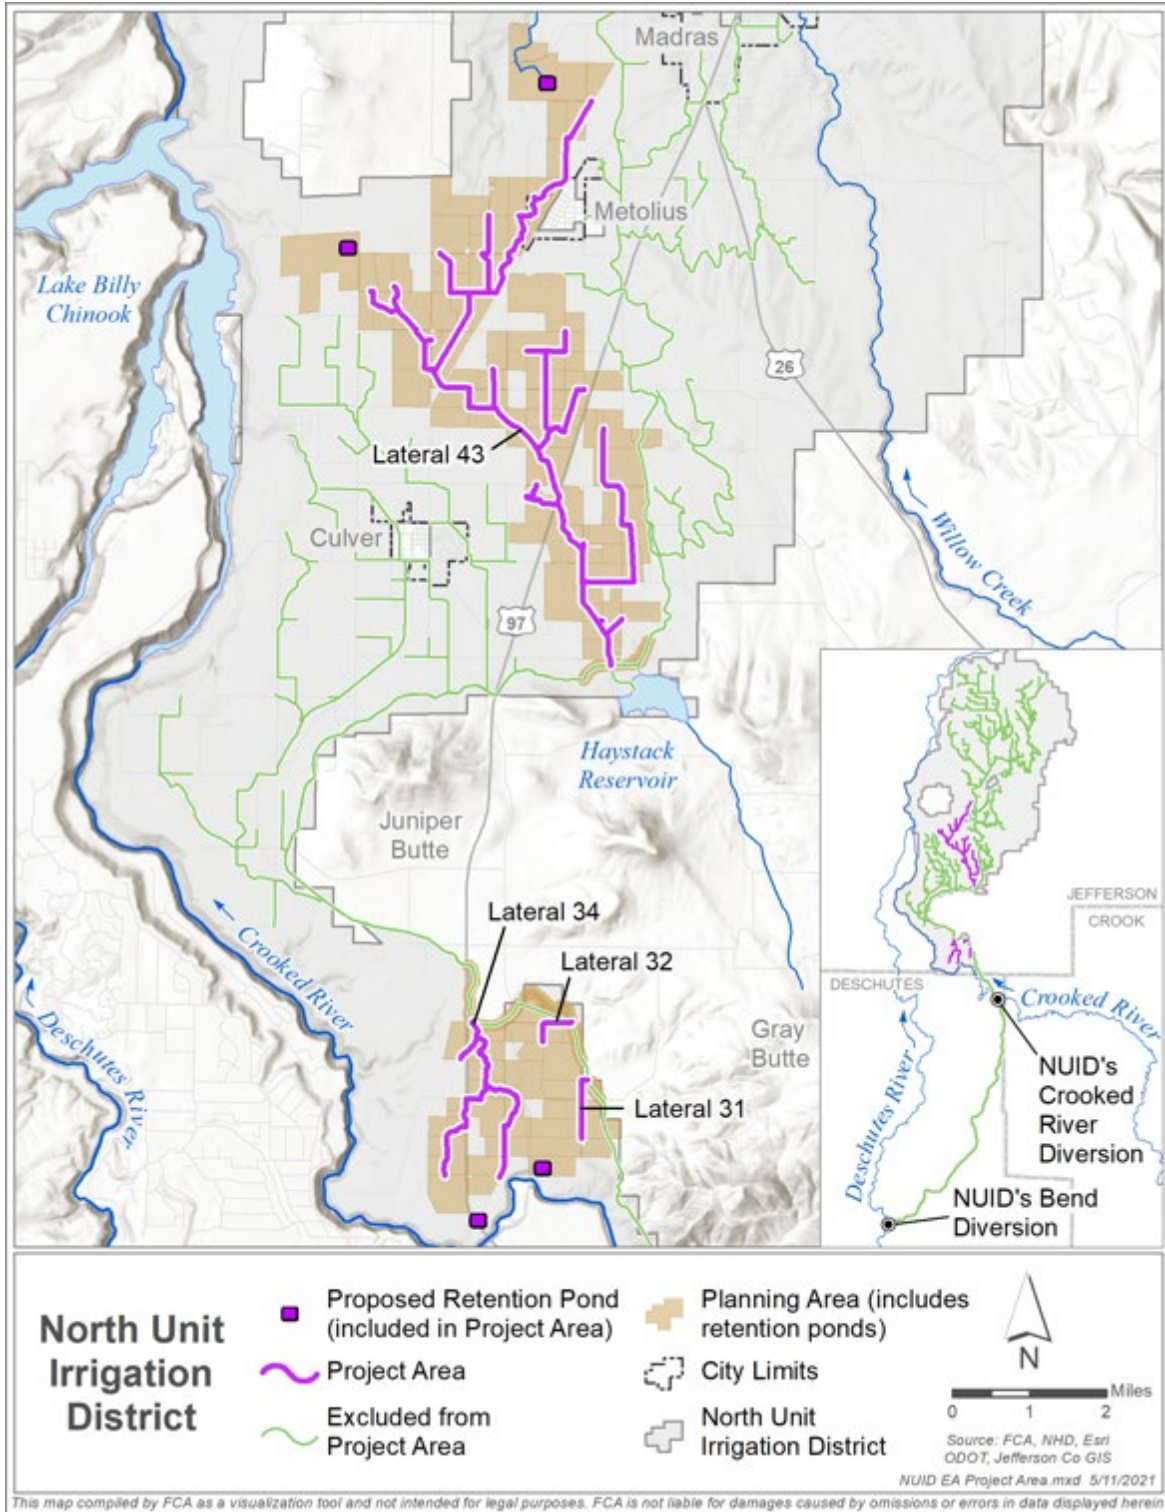 Madras
Metolius
Lake Billy
Chinook
26
Lateral 43
Culver
Willow Creek
97
Haystack
Reservoir
Juniper
Butte
Lateral 34
Lateral 32
Crooked River
Gray
Butte
Deschutes River
Lateral 31
JEFFERSON
CROOK
DESCHUTES
Crooked River
Deschutes River
NUID's
Crooked
River
Diversion
NUID's Bend
Diversion
North Unit
Irrigation
District
Proposed Retention Pond
(included in Project Area)
Project Area
Excluded from
Project Area
Planning Area (includes
retention ponds)
City Limits
North Unit
Irrigation District
N
Miles
0 1 2
Source: FCA, NHD, Esri
ODOT, Jefferson Co GIS
NUID EA Project Area.mxd 5/11/2021
This map compiled by FCA as a visualization tool and not intended for legal purposes. FCA is not liable for damages caused by omissions or errors in data displayed herein